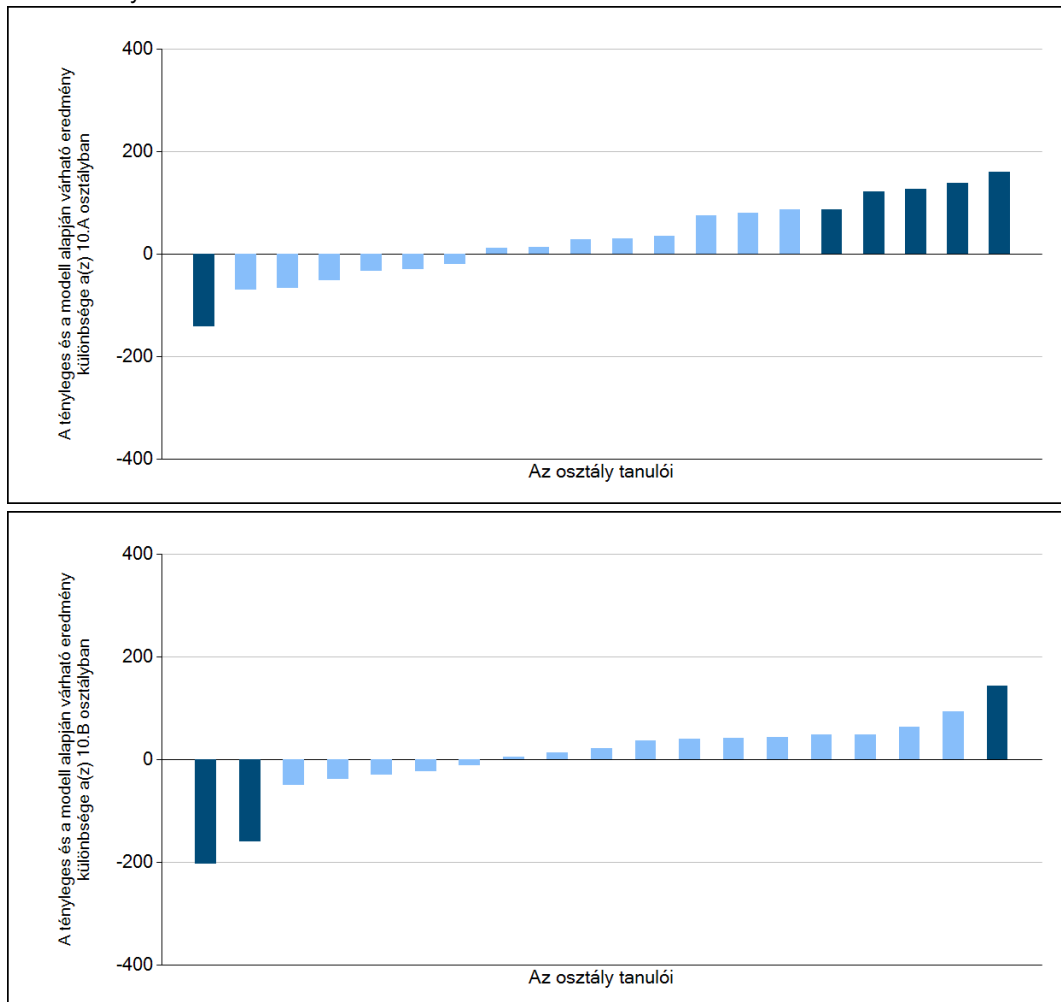 400
200
0
-200
-400
A tényleges és a modell alapján várható eredmény
különbsége a(z) 10.A osztályban
Az osztály tanulói
400
200
0
-200
-400
A tényleges és a modell alapján várható eredmény
különbsége a(z) 10.B osztályban
Az osztály tanulói